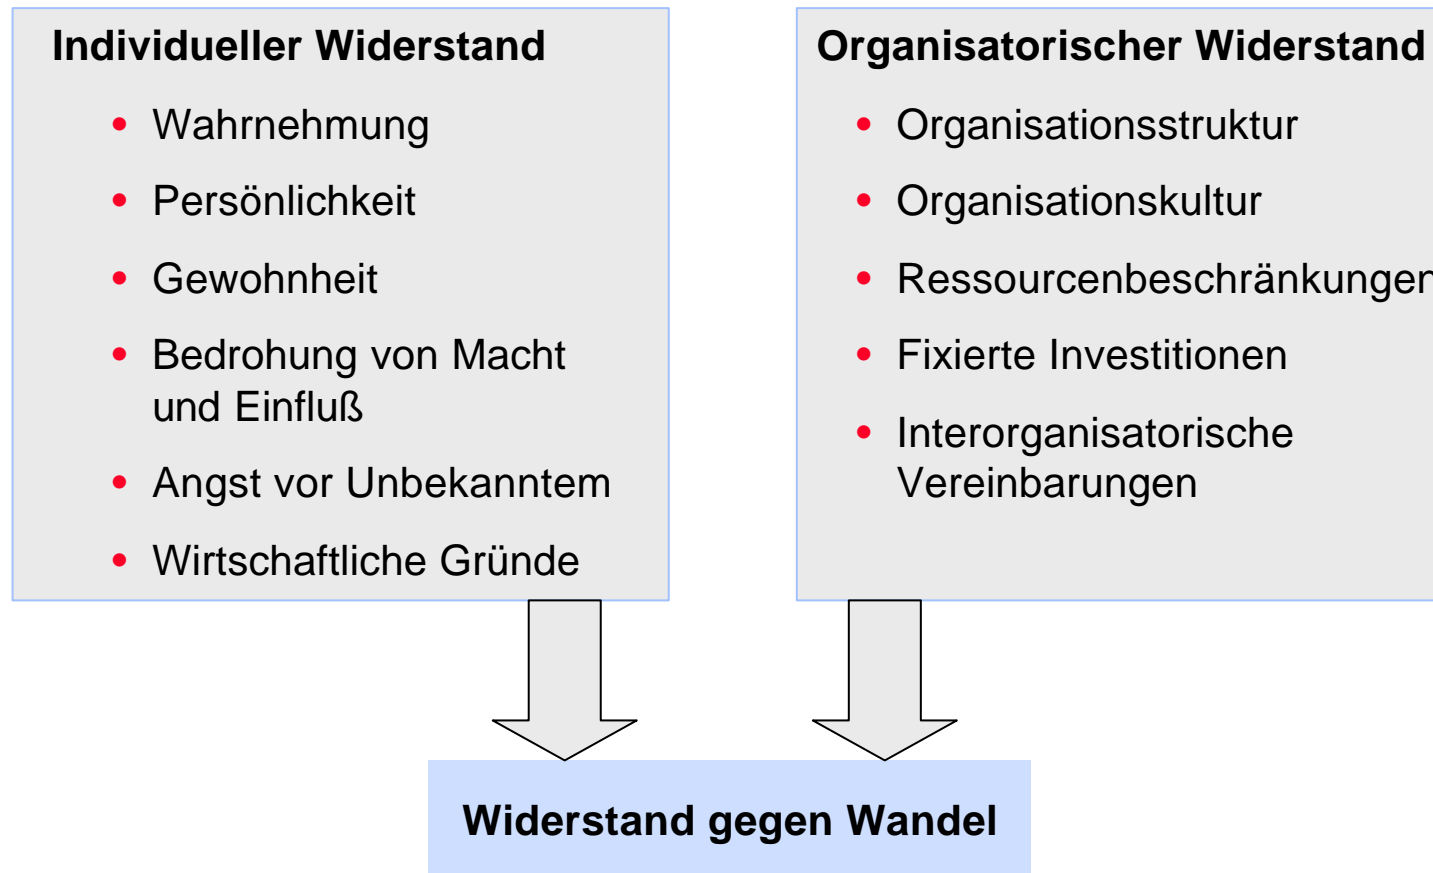 Individueller Widerstand
• Wahrnehmung
• Persönlichkeit
• Gewohnheit
• Bedrohung von Macht
und Einfluß
• Angst vor Unbekanntem
• Wirtschaftliche Gründe
Organisatorischer Widerstand
• Organisationsstruktur
• Organisationskultur
• Ressourcenbeschränkungen
• Fixierte Investitionen
• Interorganisatorische
Vereinbarungen
Widerstand gegen Wandel